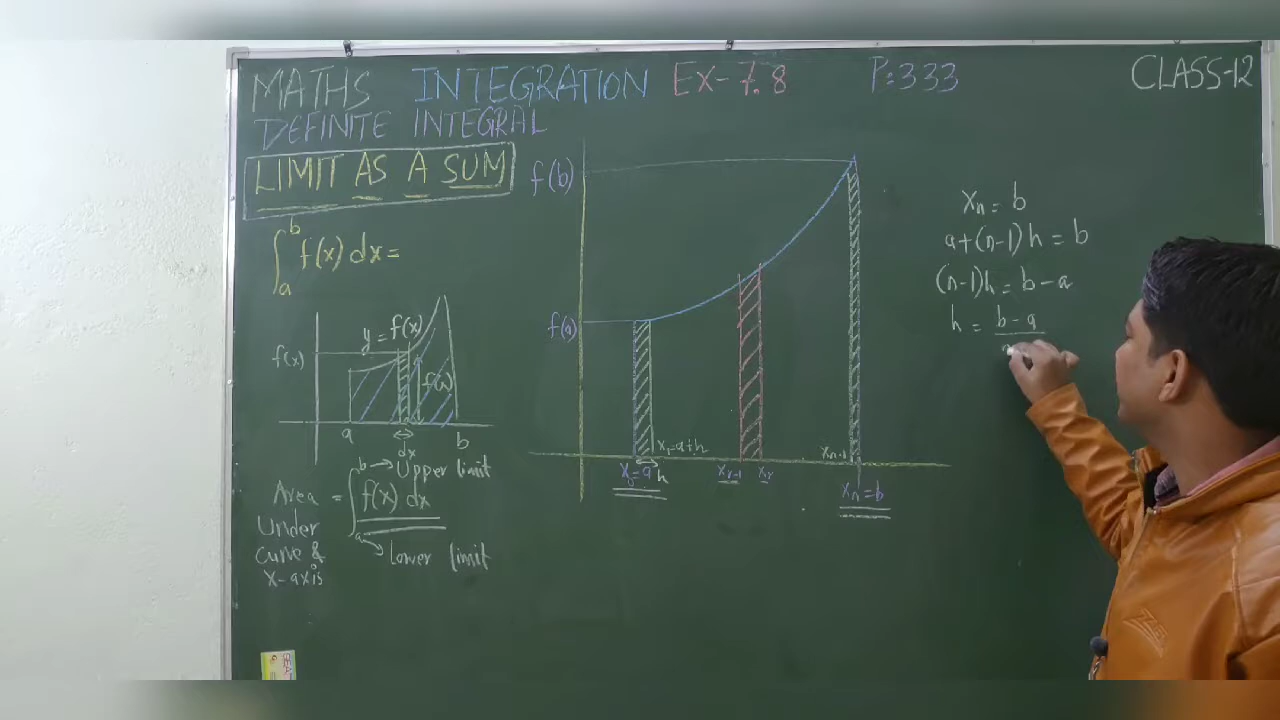 MATHS INTEGRATION EX-7.8 P:333 CLASS-12
DEFINITE INTEGRAL
LIMIT AS A SUM
∫ₐᵇ f(x) dx =
y = f(x)
f(x)
a
dx
b
Area Under curve & x-axis = ∫ₐᵇ f(x) dx
b → Upper limit
a → Lower limit
f(b)
f(a)
x₁=a+h
x₀=a
h
xᵣ₋₁
xᵣ
xₙ₋₁
xₙ=b
xₙ = b
a+(n-1)h = b
(n-1)h = b - a
h = b - a